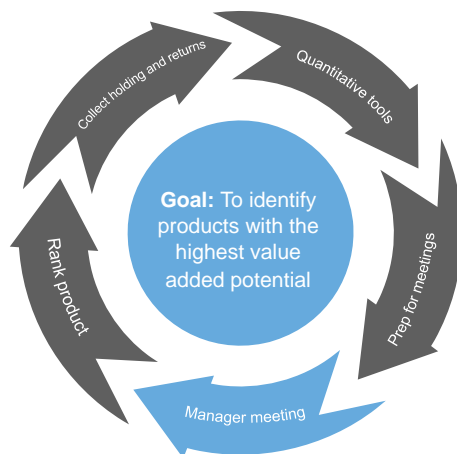 Collect holding and returns
Quantitative tools
Goal: To identify
products with the
highest value
added potential
Prep for meetings
Manager meeting
Rank product